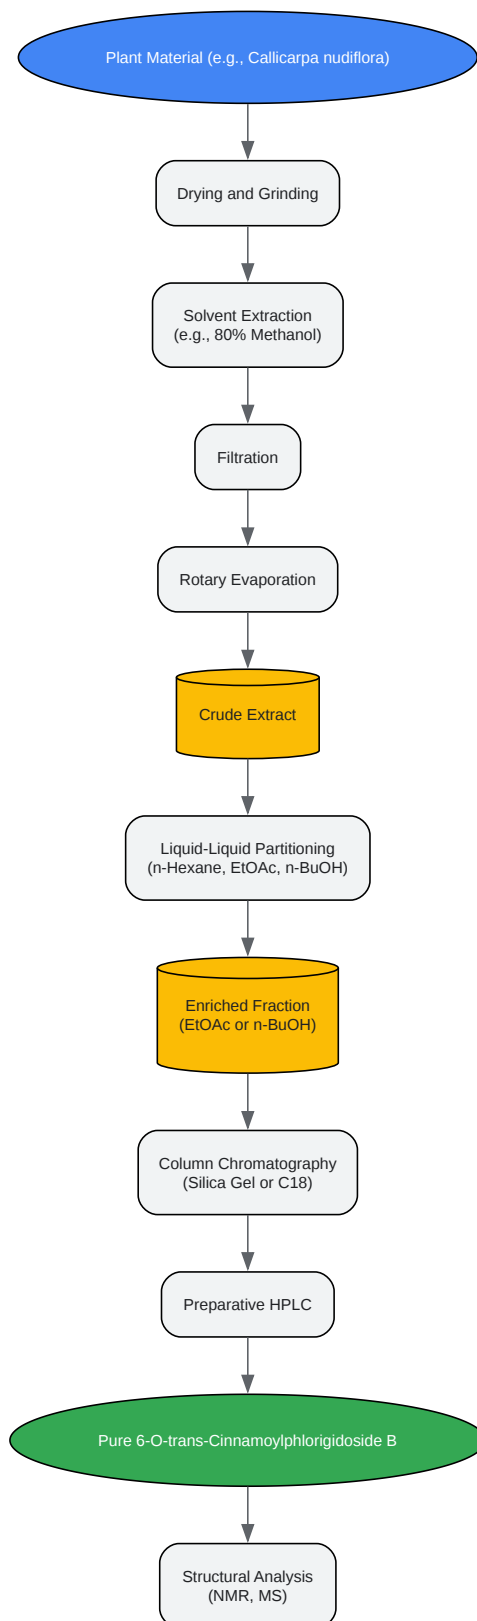 Plant Material (e.g., Callicarpa nudiflora)
Drying and Grinding
Solvent Extraction
(e.g., 80% Methanol)
Filtration
Rotary Evaporation
Crude Extract
Liquid-Liquid Partitioning
(n-Hexane, EtOAc, n-BuOH)
Enriched Fraction
(EtOAc or n-BuOH)
Column Chromatography
(Silica Gel or C18)
Preparative HPLC
Pure 6-O-trans-Cinnamoylphlorigidoside B
Structural Analysis
(NMR, MS)